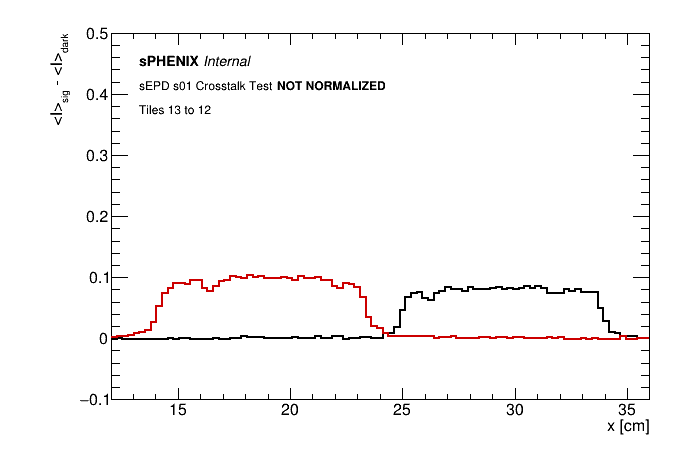 0.5
<I>sig - <I>dark
sPHENIX Internal
sEPD s01 Crosstalk Test NOT NORMALIZED
0.4
Tiles 13 to 12
0.3
0.2
0.1
0
−0.1
15 20 25 30 35
x [cm]